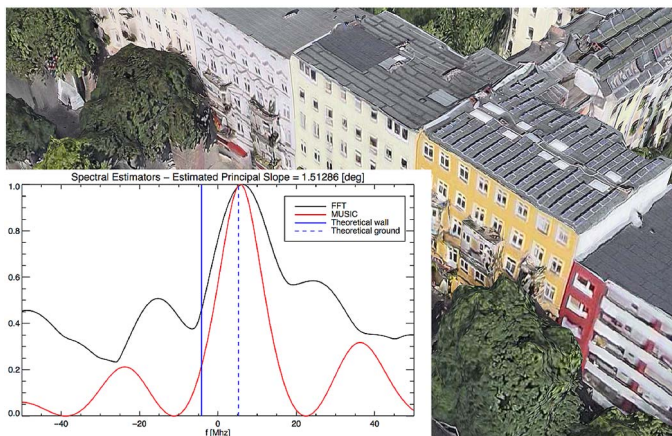 Spectral Estimators – Estimated Principal Slope = 1.51286 [deg]
1.0
0.8
0.6
0.4
0.2
0.0
FFT
MUSIC
Theoretical wall
Theoretical ground
-40
-20
0
20
40
f [Mhz]